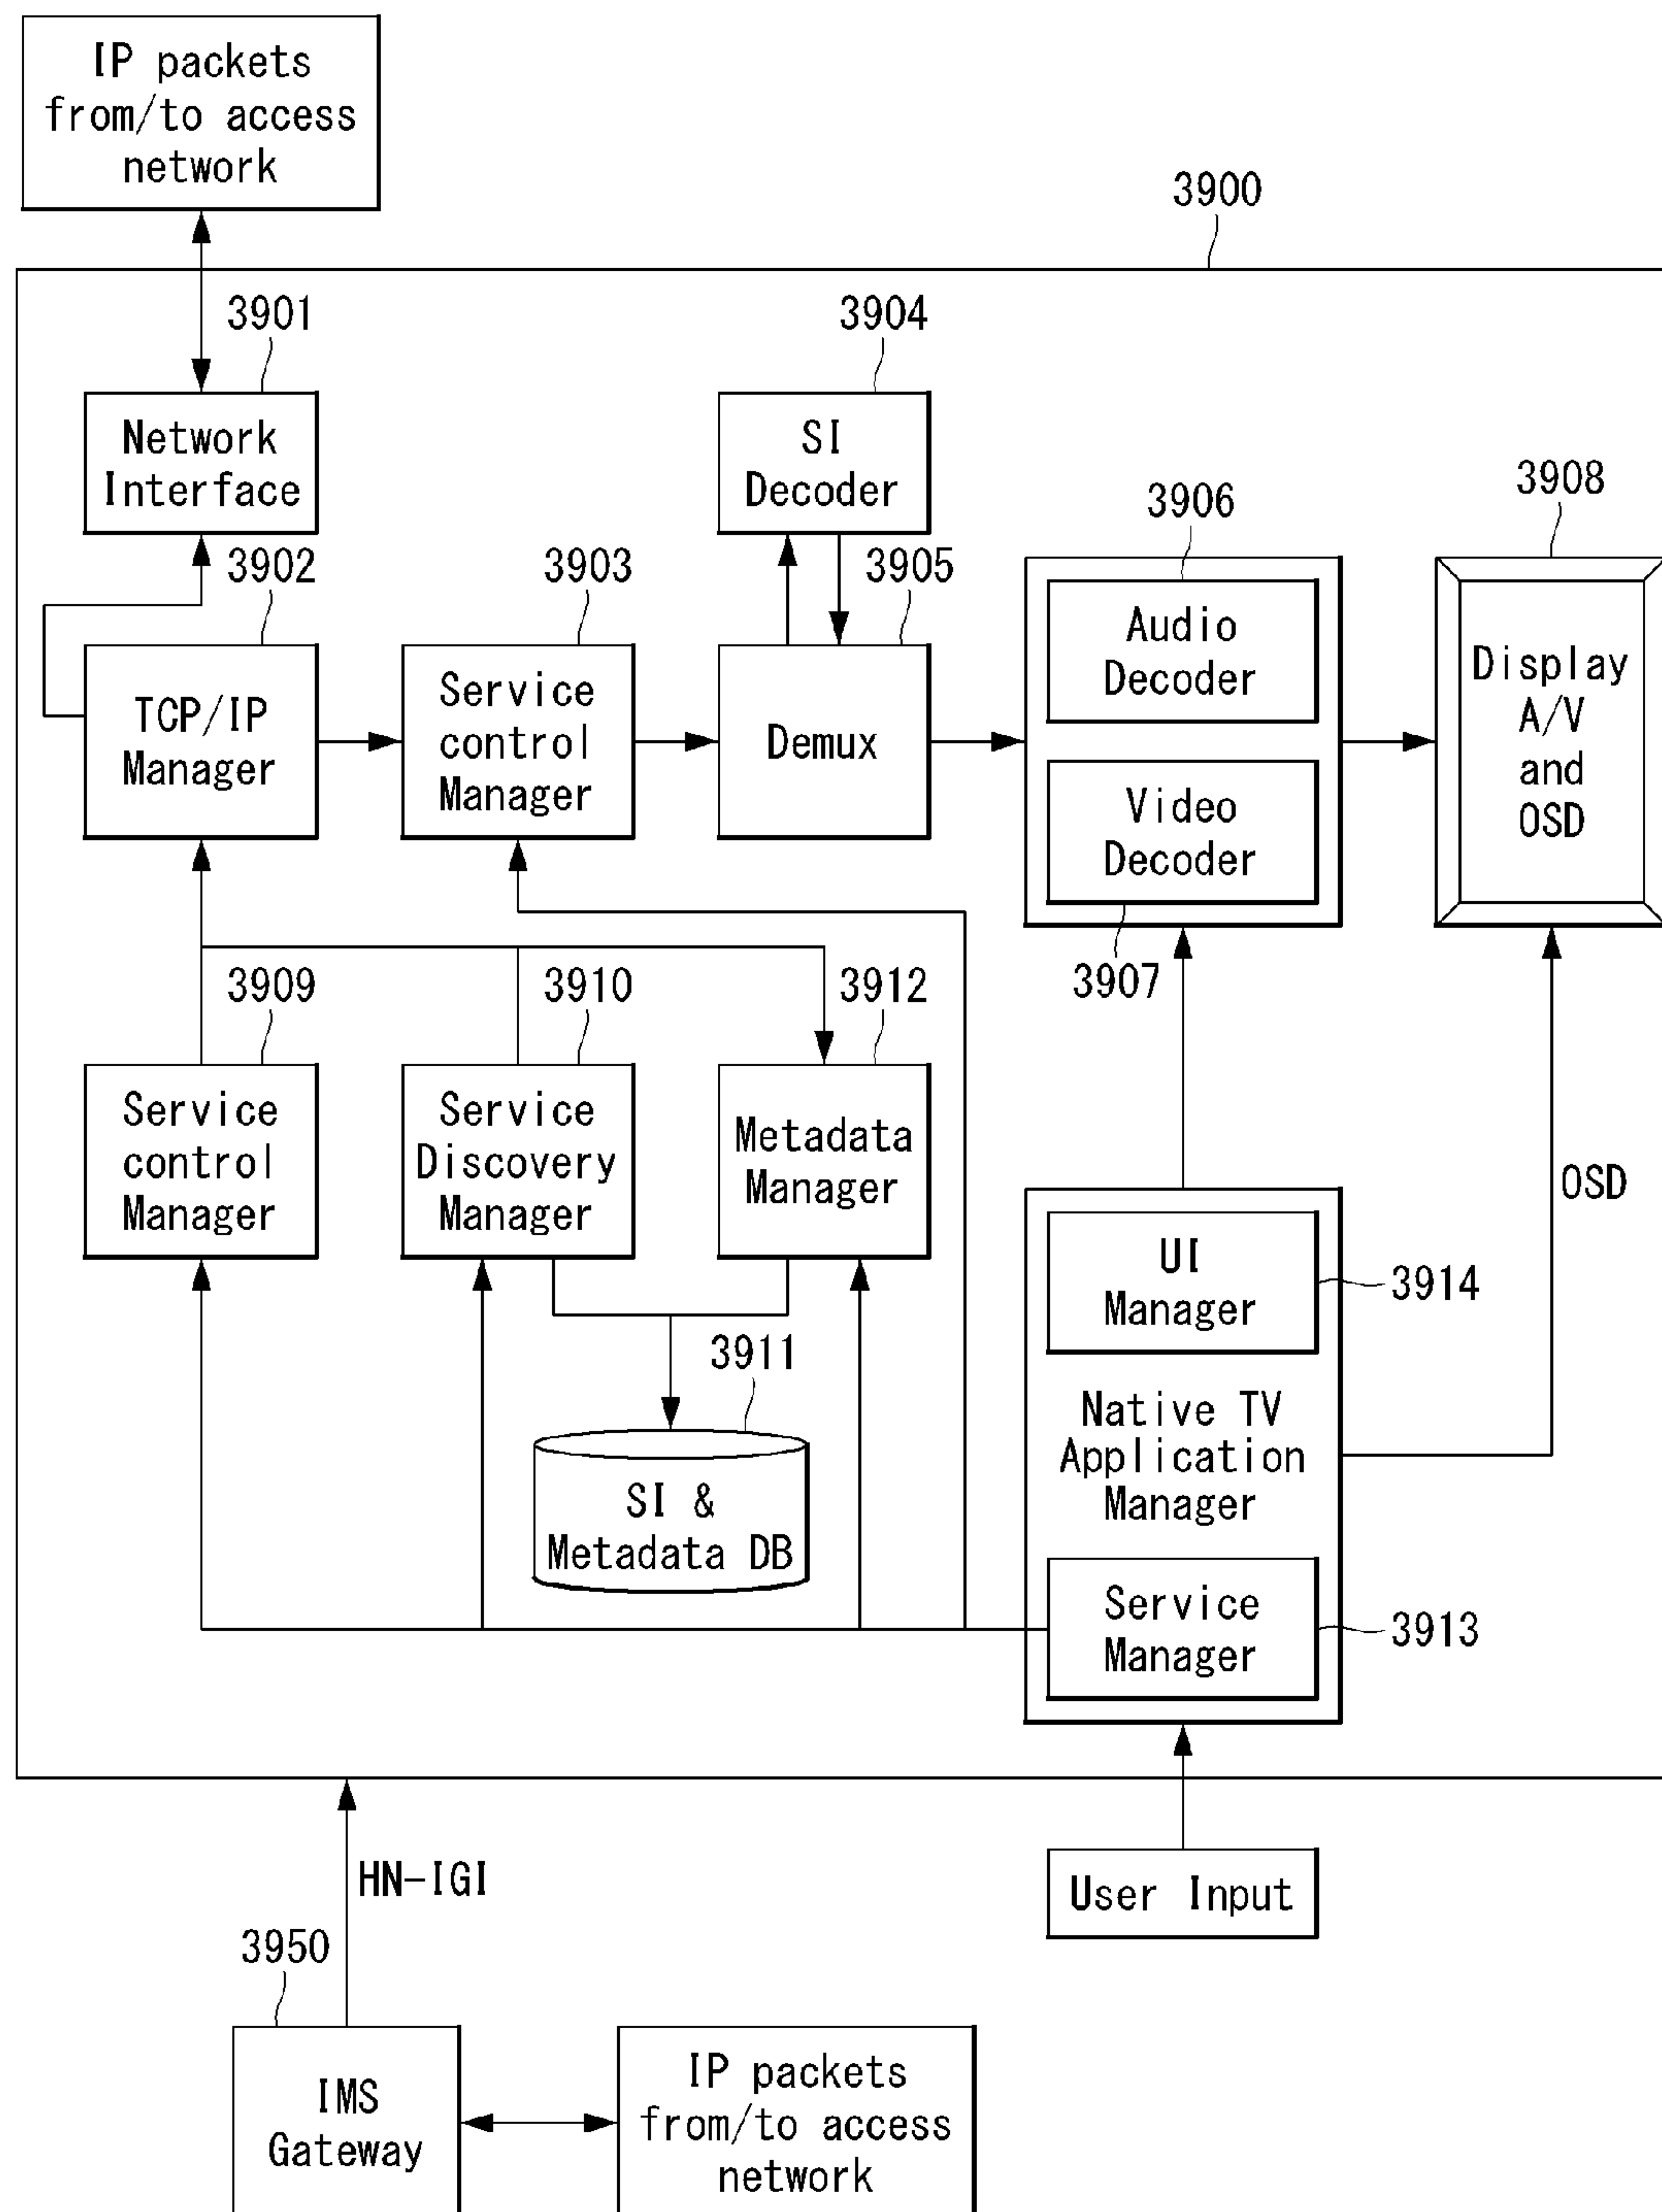 IP packets
from/to access
network
3900
3901
3904
Network
Interface
SI
Decoder
3906
3908
3902
3903
3905
TCP/IP
Manager
Service
control
Manager
Demux
Audio
Decoder
Video
Decoder
Display
A/V
and
OSD
3907
3909
3910
3912
Service
control
Manager
Service
Discovery
Manager
Metadata
Manager
OSD
UI
Manager
3914
3911
Native TV
Application
Manager
SI &
Metadata DB
Service
Manager
3913
HN-IGI
User Input
3950
IMS
Gateway
IP packets
from/to access
network